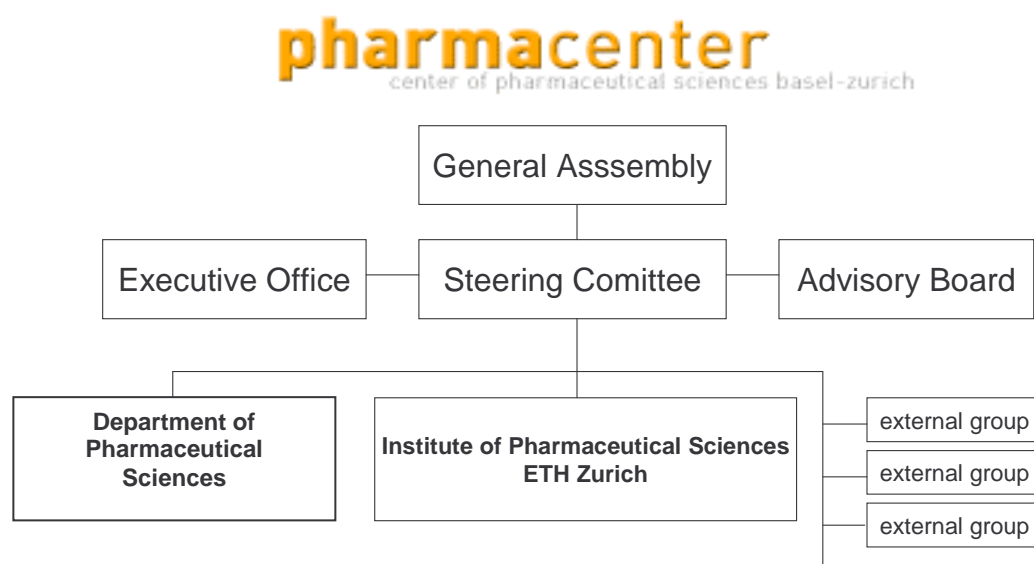 pharmacenter
center of pharmaceutical sciences basel-zurich
General Asssembly
Executive Office
Steering Comittee
Advisory Board
Department of
Pharmaceutical
Sciences
Institute of Pharmaceutical Sciences
ETH Zurich
external group
external group
external group